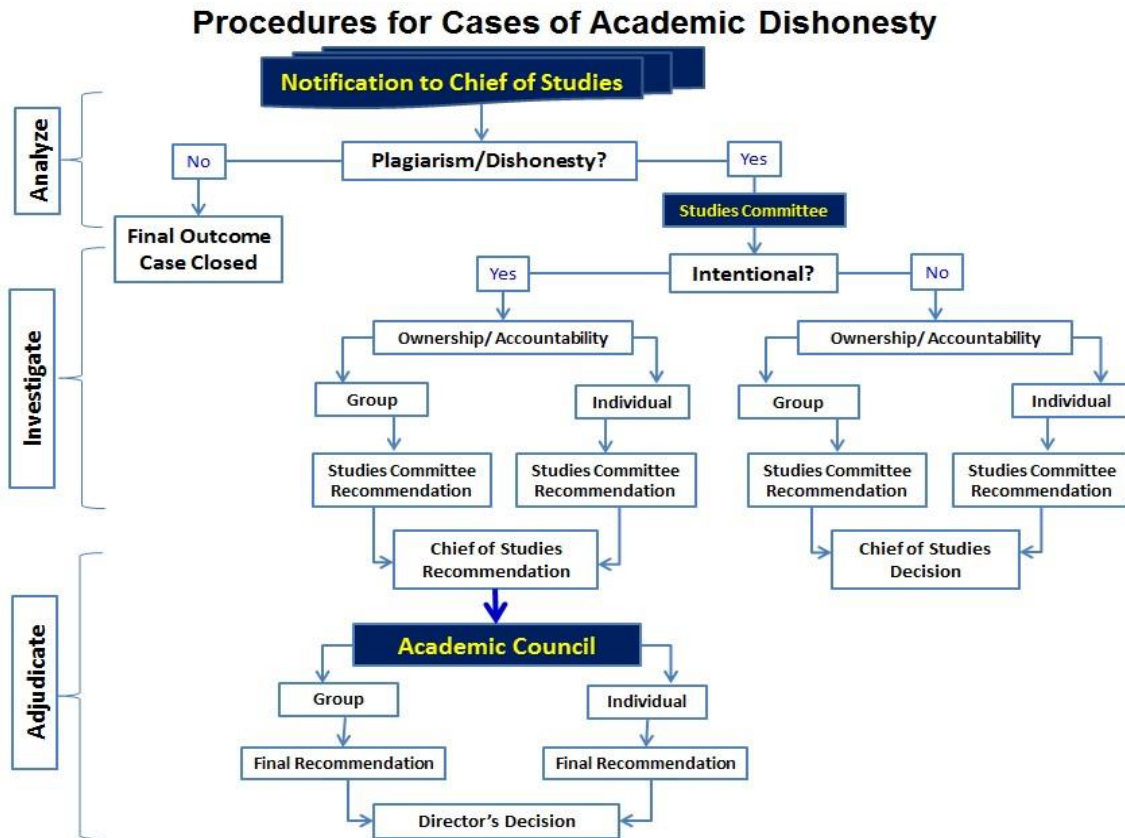 Procedures for Cases of Academic Dishonesty
Notification to Chief of Studies
Analyze
No
Plagiarism/Dishonesty?
Yes
Studies Committee
Final Outcome
Case Closed
Yes
Intentional?
No
Investigate
Ownership/ Accountability
Ownership/ Accountability
Group
Individual
Group
Individual
Studies Committee
Recommendation
Studies Committee
Recommendation
Studies Committee
Recommendation
Studies Committee
Recommendation
Chief of Studies
Recommendation
Chief of Studies
Decision
Adjudicate
Academic Council
Group
Individual
Final Recommendation
Final Recommendation
Director's Decision